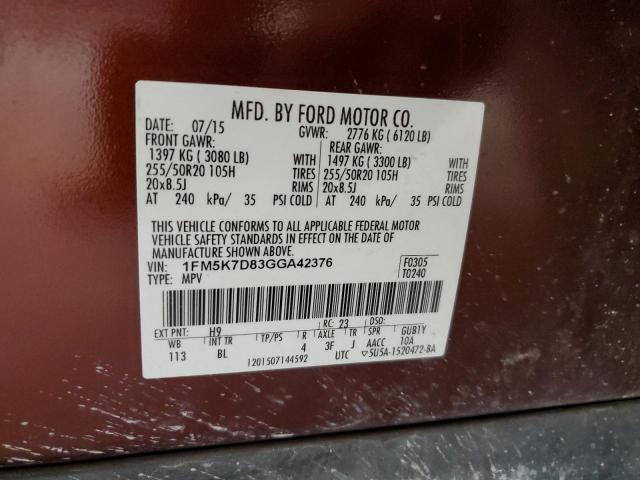 MFD. BY FORD MOTOR CO.
DATE: 07/15 GVWR: 2776 KG ( 6120 LB)
FRONT GAWR: REAR GAWR:
1397 KG ( 3080 LB) 1497 KG ( 3300 LB)
255/50R20 105H TIRES 255/50R20 105H TIRES
20x8.5J RIMS 20x8.5J RIMS
AT 240 kPa/ 35 PSI COLD AT 240 kPa/ 35 PSI COLD
THIS VEHICLE CONFORMS TO ALL APPLICABLE FEDERAL MOTOR
VEHICLE SAFETY STANDARDS IN EFFECT ON THE DATE OF
MANUFACTURE SHOWN ABOVE.
VIN: 1FM5K7D83GGA42376 F0305
TYPE: MPV T0240
EXT PNT: H9 RC: 23 DSO:
WB INT TR TP/PS R AXLE TR SPR GUB1Y
113 BL 4 3F J AACC 10A
1201507144592 UTC 5U5A-1520472-BA